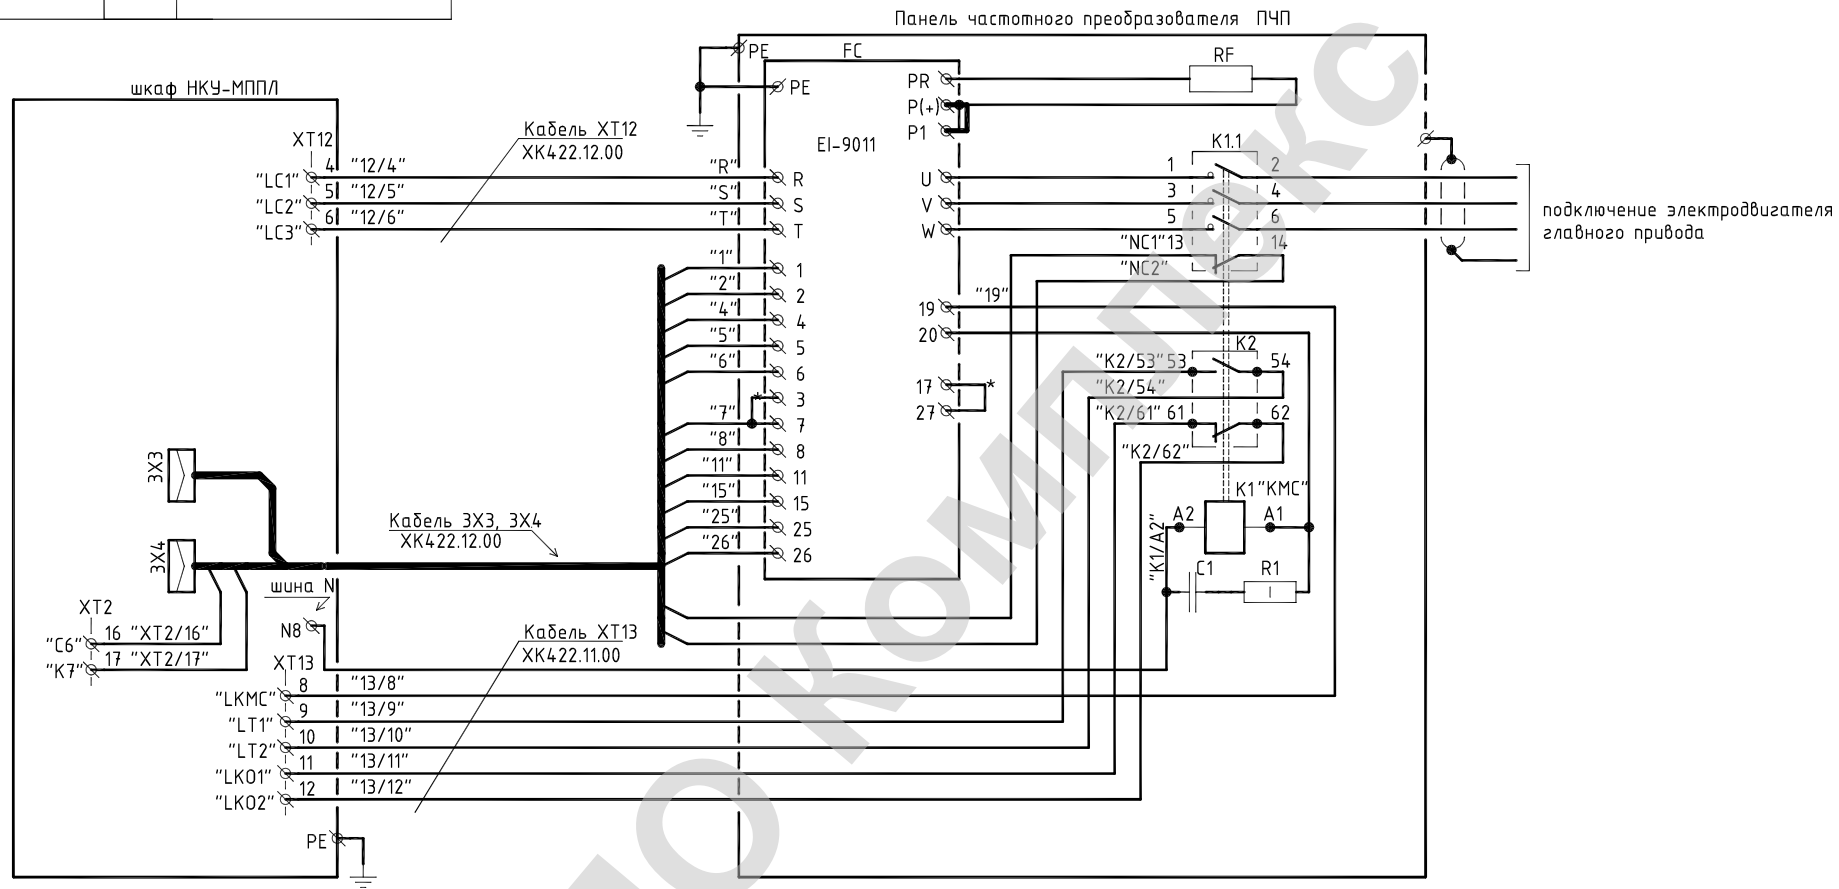 Панель частотного преобразователя ПЧП
шкаф НКУ-МППЛ
PE
FC
PE
PR
RF
P(+)
P1
EI-9011
Кабель XT12
XK422.12.00
XT12
"LC1" 4 "12/4" "R" R
"LC2" 5 "12/5" "S" S
"LC3" 6 "12/6" "T" T
K1.1
U 1 2
V 3 4
W 5 6
"NC1" 13 14
"NC2"
подключение электродвигателя
главного привода
"1" 1
"2" 2
"4" 4
"5" 5
"6" 6
* 3
"7" 7
"8" 8
"11" 11
"15" 15
"25" 25
"26" 26
19 "19"
20
17 *
27
K2
"K2/53" 53 54
"K2/54"
"K2/61" 61 62
"K2/62"
K1 "KMC"
A2 A1
"K1/A2"
C1 R1
3X3
3X4
Кабель 3X3, 3X4
XK422.12.00
шина N
N8
XT2
"C6" 16 "XT2/16"
"K7" 17 "XT2/17"
Кабель XT13
XK422.11.00
XT13
"LKMC" 8 "13/8"
"LT1" 9 "13/9"
"LT2" 10 "13/10"
"LKO1" 11 "13/11"
"LKO2" 12 "13/12"
PE
мо Комплекс